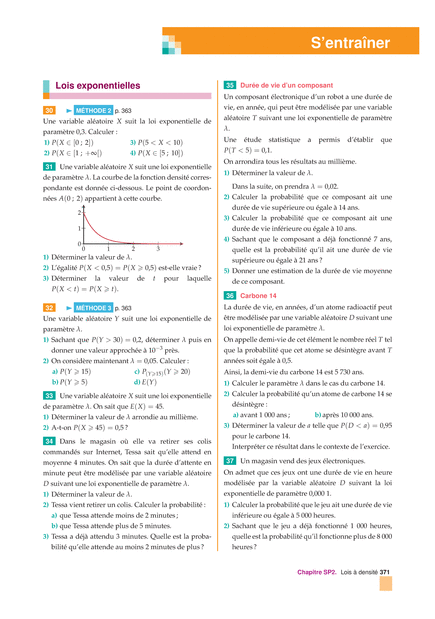 S'entraîner
Lois exponentielles
30 ► MÉTHODE 2 p. 363
Une variable aléatoire X suit la loi exponentielle de
paramètre 0,3. Calculer :
1) P(X ∈ [0 ; 2]) 3) P(5 < X < 10)
2) P(X ∈ [1 ; +∞[) 4) P(X ∈ [5 ; 10])
31 Une variable aléatoire X suit une loi exponentielle
de paramètre λ. La courbe de la fonction densité corres-
pondante est donnée ci-dessous. Le point de coordon-
nées A(0 ; 2) appartient à cette courbe.
2
1
0
0 1 2 3
1) Déterminer la valeur de λ.
2) L'égalité P(X < 0,5) = P(X ⩾ 0,5) est-elle vraie ?
3) Déterminer la valeur de t pour laquelle
P(X < t) = P(X ⩾ t).
32 ► MÉTHODE 3 p. 363
Une variable aléatoire Y suit une loi exponentielle de
paramètre λ.
1) Sachant que P(Y > 30) = 0,2, déterminer λ puis en
donner une valeur approchée à 10⁻³ près.
2) On considère maintenant λ = 0,05. Calculer :
a) P(Y ⩾ 15) c) P(Y⩾15)(Y ⩾ 20)
b) P(Y ⩾ 5) d) E(Y)
33 Une variable aléatoire X suit une loi exponentielle
de paramètre λ. On sait que E(X) = 45.
1) Déterminer la valeur de λ arrondie au millième.
2) A-t-on P(X ⩾ 45) = 0,5 ?
34 Dans le magasin où elle va retirer ses colis
commandés sur Internet, Tessa sait qu'elle attend en
moyenne 4 minutes. On sait que la durée d'attente en
minute peut être modélisée par une variable aléatoire
D suivant une loi exponentielle de paramètre λ.
1) Déterminer la valeur de λ.
2) Tessa vient retirer un colis. Calculer la probabilité :
a) que Tessa attende moins de 2 minutes ;
b) que Tessa attende plus de 5 minutes.
3) Tessa a déjà attendu 3 minutes. Quelle est la proba-
bilité qu'elle attende au moins 2 minutes de plus ?
35 Durée de vie d'un composant
Un composant électronique d'un robot a une durée de
vie, en année, qui peut être modélisée par une variable
aléatoire T suivant une loi exponentielle de paramètre
λ.
Une étude statistique a permis d'établir que
P(T < 5) = 0,1.
On arrondira tous les résultats au millième.
1) Déterminer la valeur de λ.
Dans la suite, on prendra λ = 0,02.
2) Calculer la probabilité que ce composant ait une
durée de vie supérieure ou égale à 14 ans.
3) Calculer la probabilité que ce composant ait une
durée de vie inférieure ou égale à 10 ans.
4) Sachant que le composant a déjà fonctionné 7 ans,
quelle est la probabilité qu'il ait une durée de vie
supérieure ou égale à 21 ans ?
5) Donner une estimation de la durée de vie moyenne
de ce composant.
36 Carbone 14
La durée de vie, en années, d'un atome radioactif peut
être modélisée par une variable aléatoire D suivant une
loi exponentielle de paramètre λ.
On appelle demi-vie de cet élément le nombre réel T tel
que la probabilité que cet atome se désintègre avant T
années soit égale à 0,5.
Ainsi, la demi-vie du carbone 14 est 5 730 ans.
1) Calculer le paramètre λ dans le cas du carbone 14.
2) Calculer la probabilité qu'un atome de carbone 14 se
désintègre :
a) avant 1 000 ans ; b) après 10 000 ans.
3) Déterminer la valeur de a telle que P(D < a) = 0,95
pour le carbone 14.
Interpréter ce résultat dans le contexte de l'exercice.
37 Un magasin vend des jeux électroniques.
On admet que ces jeux ont une durée de vie en heure
modélisée par la variable aléatoire D suivant la loi
exponentielle de paramètre 0,000 1.
1) Calculer la probabilité que le jeu ait une durée de vie
inférieure ou égale à 5 000 heures.
2) Sachant que le jeu a déjà fonctionné 1 000 heures,
quelle est la probabilité qu'il fonctionne plus de 8 000
heures ?
Chapitre SP2. Lois à densité 371